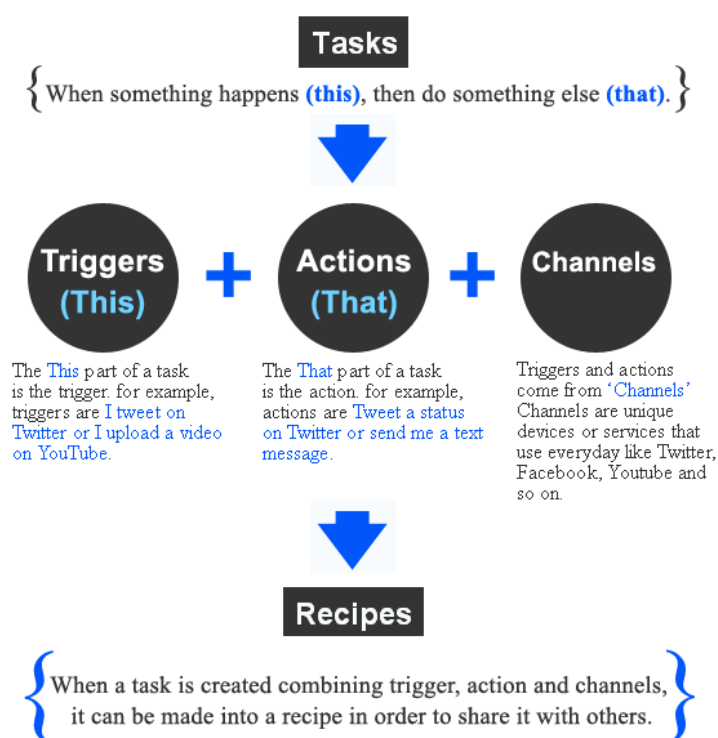 Tasks
{When something happens (this), then do something else (that).}
Triggers
(This)
+
Actions
(That)
+
Channels
The This part of a task
is the trigger. for example,
triggers are I tweet on
Twitter or I upload a video
on YouTube.
The That part of a task
is the action. for example,
actions are Tweet a status
on Twitter or send me a text
message.
Triggers and actions
come from ‘Channels’
Channels are unique
devices or services that
use everyday like Twitter,
Facebook, Youtube and
so on.
Recipes
{When a task is created combining trigger, action and channels,
it can be made into a recipe in order to share it with others.}